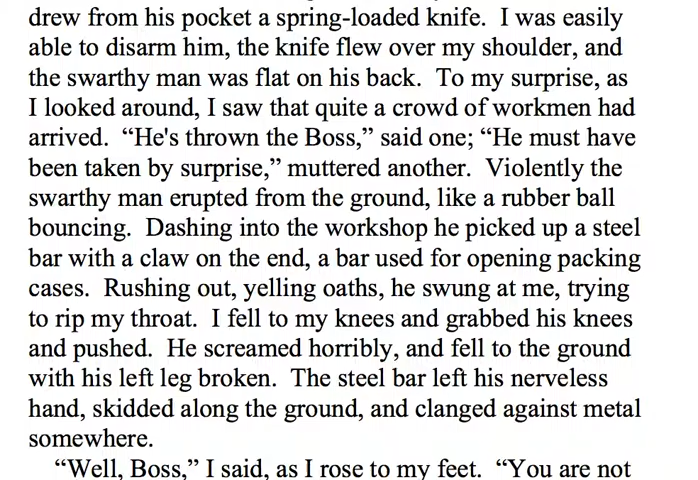 drew from his pocket a spring-loaded knife.  I was easily
able to disarm him, the knife flew over my shoulder, and
the swarthy man was flat on his back.  To my surprise, as
I looked around, I saw that quite a crowd of workmen had
arrived.  “He's thrown the Boss,” said one; “He must have
been taken by surprise,” muttered another.  Violently the
swarthy man erupted from the ground, like a rubber ball
bouncing.  Dashing into the workshop he picked up a steel
bar with a claw on the end, a bar used for opening packing
cases.  Rushing out, yelling oaths, he swung at me, trying
to rip my throat.  I fell to my knees and grabbed his knees
and pushed.  He screamed horribly, and fell to the ground
with his left leg broken.  The steel bar left his nerveless
hand, skidded along the ground, and clanged against metal
somewhere.
“Well, Boss,” I said, as I rose to my feet.  “You are not